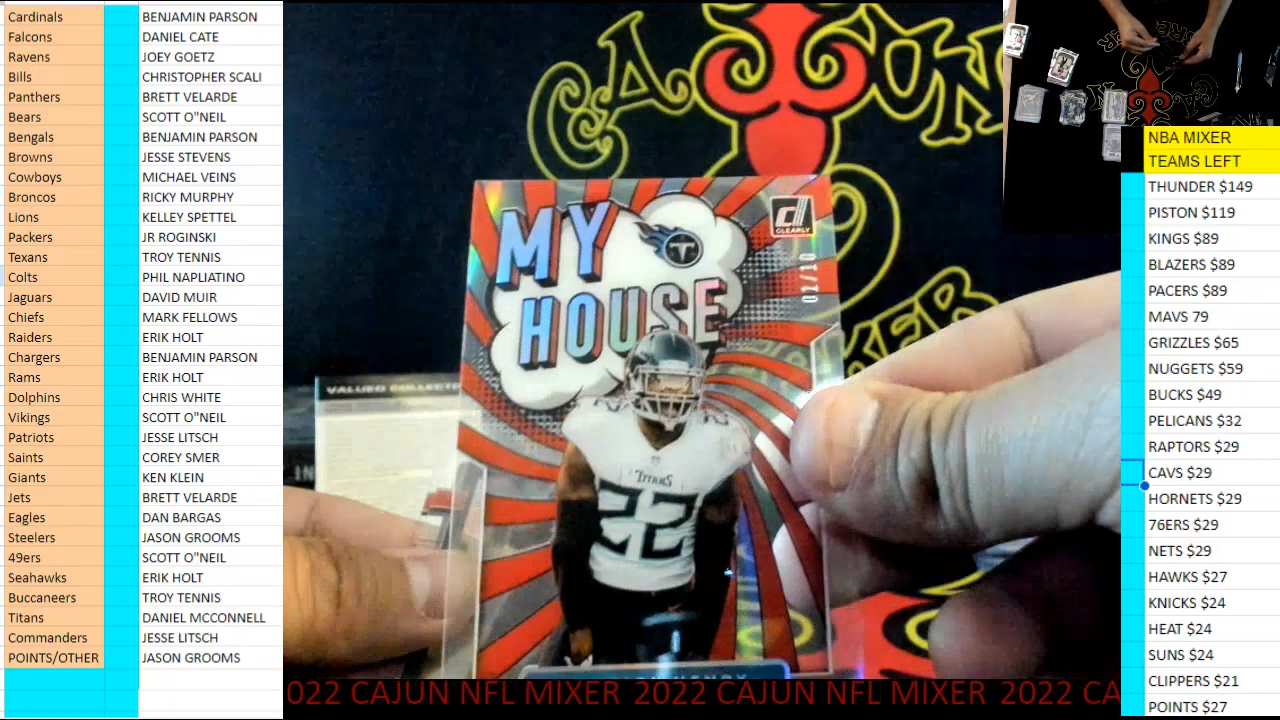 Cardinals BENJAMIN PARSON
Falcons DANIEL CATE
Ravens JOEY GOETZ
Bills CHRISTOPHER SCALI
Panthers BRETT VELARDE
Bears SCOTT O"NEIL
Bengals BENJAMIN PARSON
Browns JESSE STEVENS
Cowboys MICHAEL VEINS
Broncos RICKY MURPHY
Lions KELLEY SPETTEL
Packers JR ROGINSKI
Texans TROY TENNIS
Colts PHIL NAPLIATINO
Jaguars DAVID MUIR
Chiefs MARK FELLOWS
Raiders ERIK HOLT
Chargers BENJAMIN PARSON
Rams ERIK HOLT
Dolphins CHRIS WHITE
Vikings SCOTT O"NEIL
Patriots JESSE LITSCH
Saints COREY SMER
Giants KEN KLEIN
Jets BRETT VELARDE
Eagles DAN BARGAS
Steelers JASON GROOMS
49ers SCOTT O"NEIL
Seahawks ERIK HOLT
Buccaneers TROY TENNIS
Titans DANIEL MCCONNELL
Commanders JESSE LITSCH
POINTS/OTHER JASON GROOMS
CAJUN
MY
HOUSE
T
d
CLEARLY
01/10
VALUED
TITANS
22
HENRY
022 CAJUN NFL MIXER 2022 CAJUN NFL MIXER 2022 CA
NBA MIXER
TEAMS LEFT
THUNDER $149
PISTON $119
KINGS $89
BLAZERS $89
PACERS $89
MAVS 79
GRIZZLES $65
NUGGETS $59
BUCKS $49
PELICANS $32
RAPTORS $29
CAVS $29
HORNETS $29
76ERS $29
NETS $29
HAWKS $27
KNICKS $24
HEAT $24
SUNS $24
CLIPPERS $21
POINTS $27